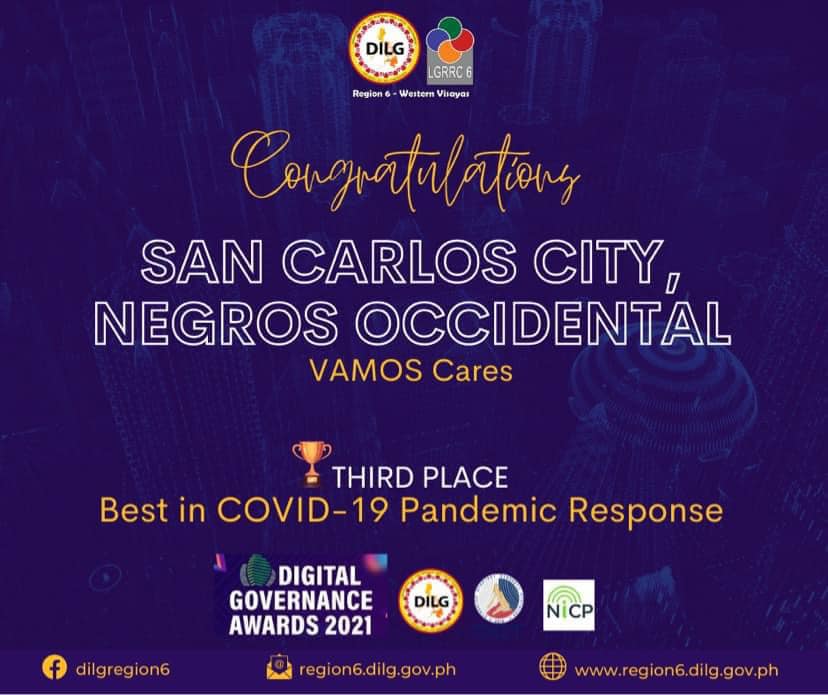 DILG
LGRRC 6
Region 6 - Western Visayas
Congratulations
SAN CARLOS CITY,
NEGROS OCCIDENTAL
VAMOS Cares
THIRD PLACE
Best in COVID-19 Pandemic Response
DIGITAL
GOVERNANCE
AWARDS 2021
DILG
NiCP
dilgregion6
region6.dilg.gov.ph
www.region6.dilg.gov.ph